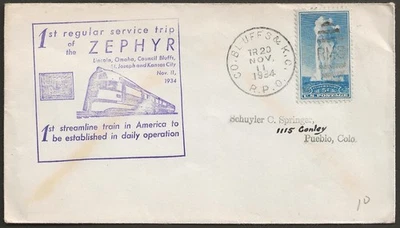 1st regular service trip
of the ZEPHYR
Lincoln, Omaha, Council Bluffs,
St. Joseph and Kansas City
Nov. 11,
1934
1st streamline train in America to
be established in daily operation
CO. BLUFFS & K.C.
TR 20
NOV.
11
1934
R.P.O.
U.S. POSTAGE
Schuyler C. Springer,
1115 Conley
Pueblo, Colo.
10